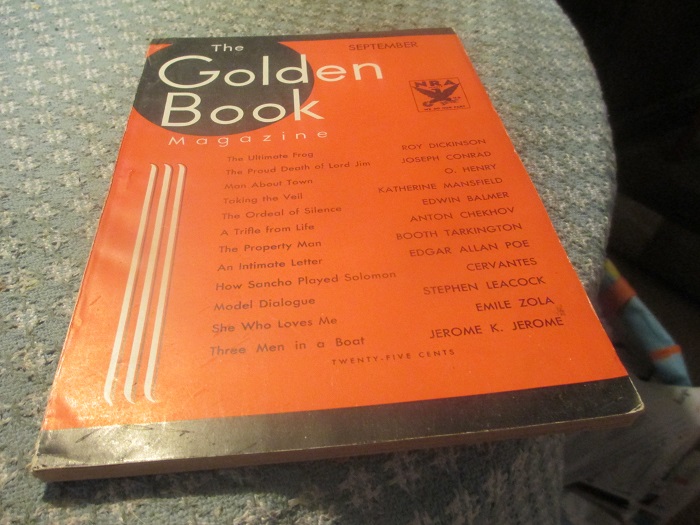 The
SEPTEMBER
Golden
Book
Magazine
NRA
The Ultimate Frog ROY DICKINSON
The Proud Death of Lord Jim JOSEPH CONRAD
Man About Town O. HENRY
Taking the Veil KATHERINE MANSFIELD
The Ordeal of Silence EDWIN BALMER
A Trifle from Life ANTON CHEKHOV
The Property Man BOOTH TARKINGTON
An Intimate Letter EDGAR ALLAN POE
How Sancho Played Solomon CERVANTES
Model Dialogue STEPHEN LEACOCK
She Who Loves Me EMILE ZOLA
Three Men in a Boat JEROME K. JEROME
TWENTY-FIVE CENTS